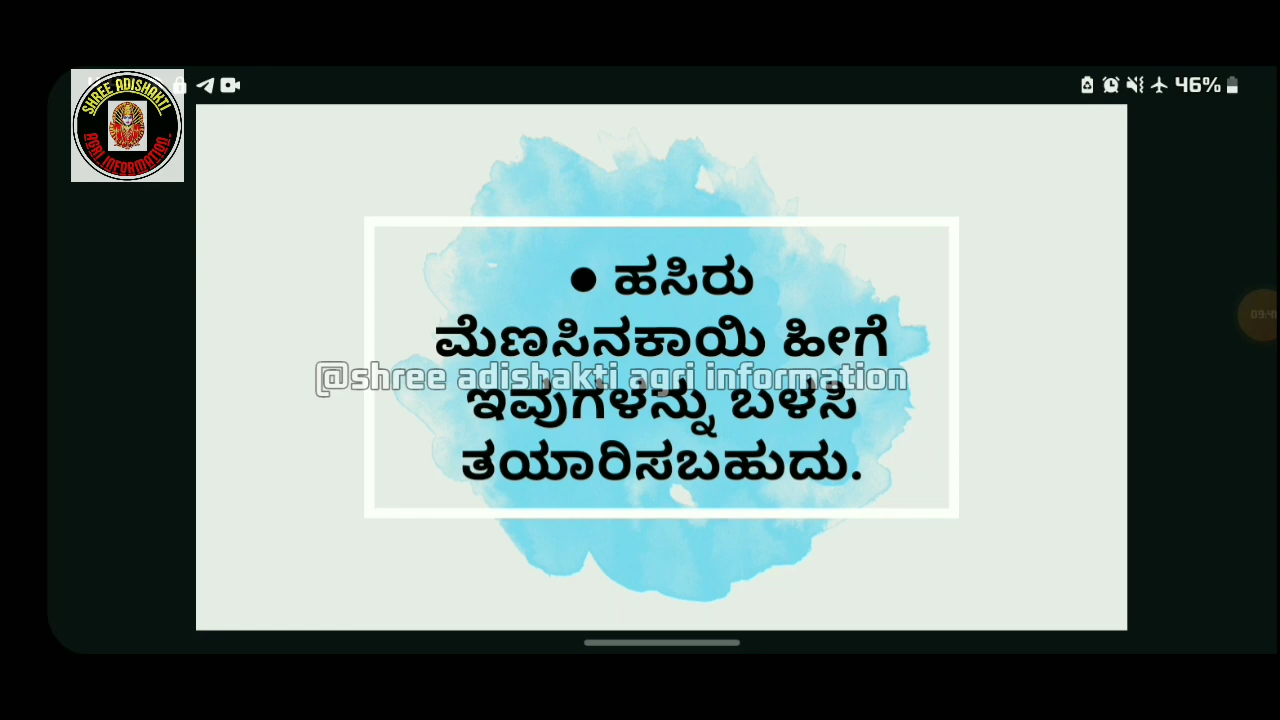 SHREE ADISHAKTI
AGRI INFORMATION
46%
● ಹಸಿರು
ಮೆಣಸಿನಕಾಯಿ ಹೀಗೆ
@shree adishakti agri information
ಇವುಗಳನ್ನು ಬಳಸಿ
ತಯಾರಿಸಬಹುದು.